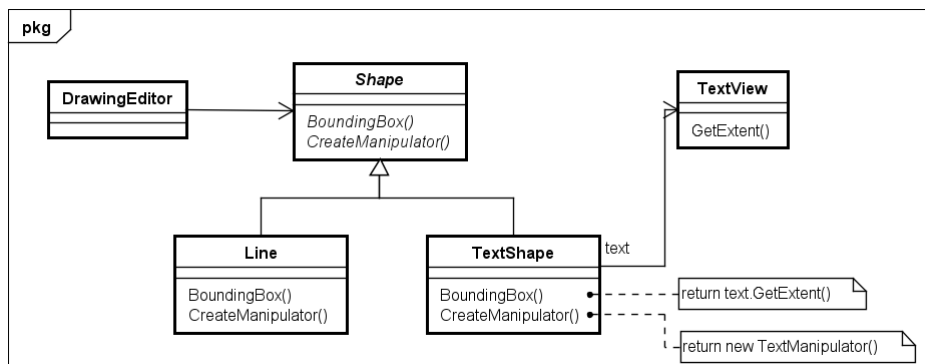 pkg
Shape
BoundingBox()
CreateManipulator()
DrawingEditor
TextView
GetExtent()
Line
BoundingBox()
CreateManipulator()
TextShape
BoundingBox()
CreateManipulator()
text
return text.GetExtent()
return new TextManipulator()